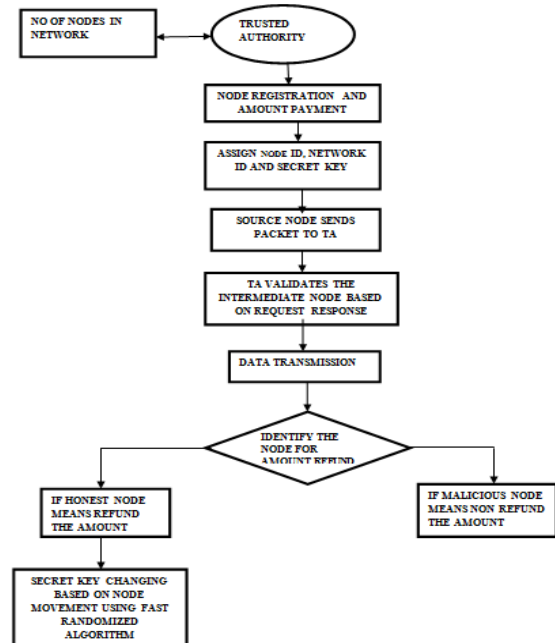 NO OF NODES IN
NETWORK
TRUSTED
AUTHORITY
NODE REGISTRATION AND
AMOUNT PAYMENT
ASSIGN NODE ID, NETWORK
ID AND SECRET KEY
SOURCE NODE SENDS
PACKET TO TA
TA VALIDATES THE
INTERMEDIATE NODE BASED
ON REQUEST RESPONSE
DATA TRANSMISSION
IDENTIFY THE
NODE FOR
AMOUNT REFUND
IF HONEST NODE
MEANS REFUND
THE AMOUNT
IF MALICIOUS NODE
MEANS NON REFUND
THE AMOUNT
SECRET KEY CHANGING
BASED ON NODE
MOVEMENT USING FAST
RANDOMIZED
ALGORITHM